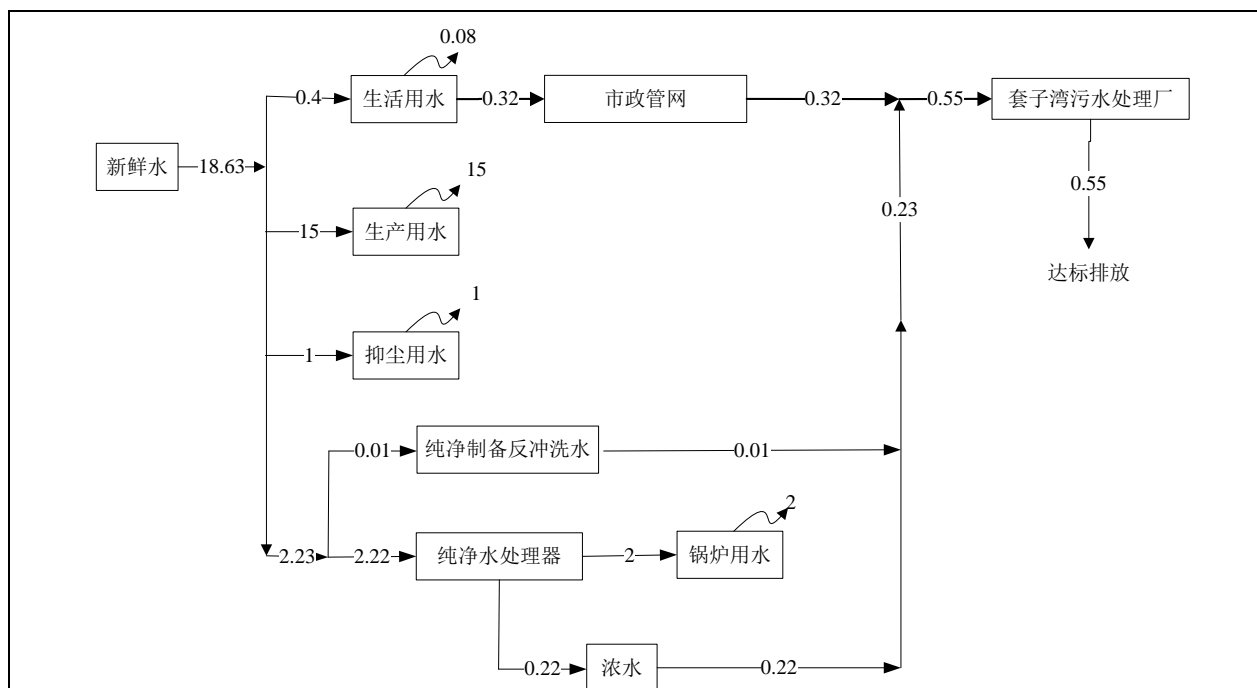 0.08
0.4
生活用水
0.32
市政管网
0.32
0.55
套子湾污水处理厂
新鲜水
18.63
15
0.55
0.23
15
生产用水
达标排放
1
1
抑尘用水
0.01
纯净制备反冲洗水
0.01
2
2.23
2.22
纯净水处理器
2
锅炉用水
0.22
浓水
0.22